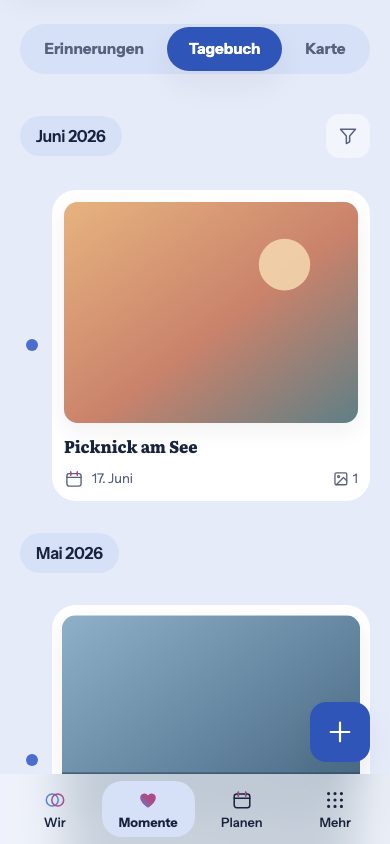 Erinnerungen Tagebuch Karte
Juni 2026
Picknick am See
17. Juni 1
Mai 2026
Wir Momente Planen Mehr